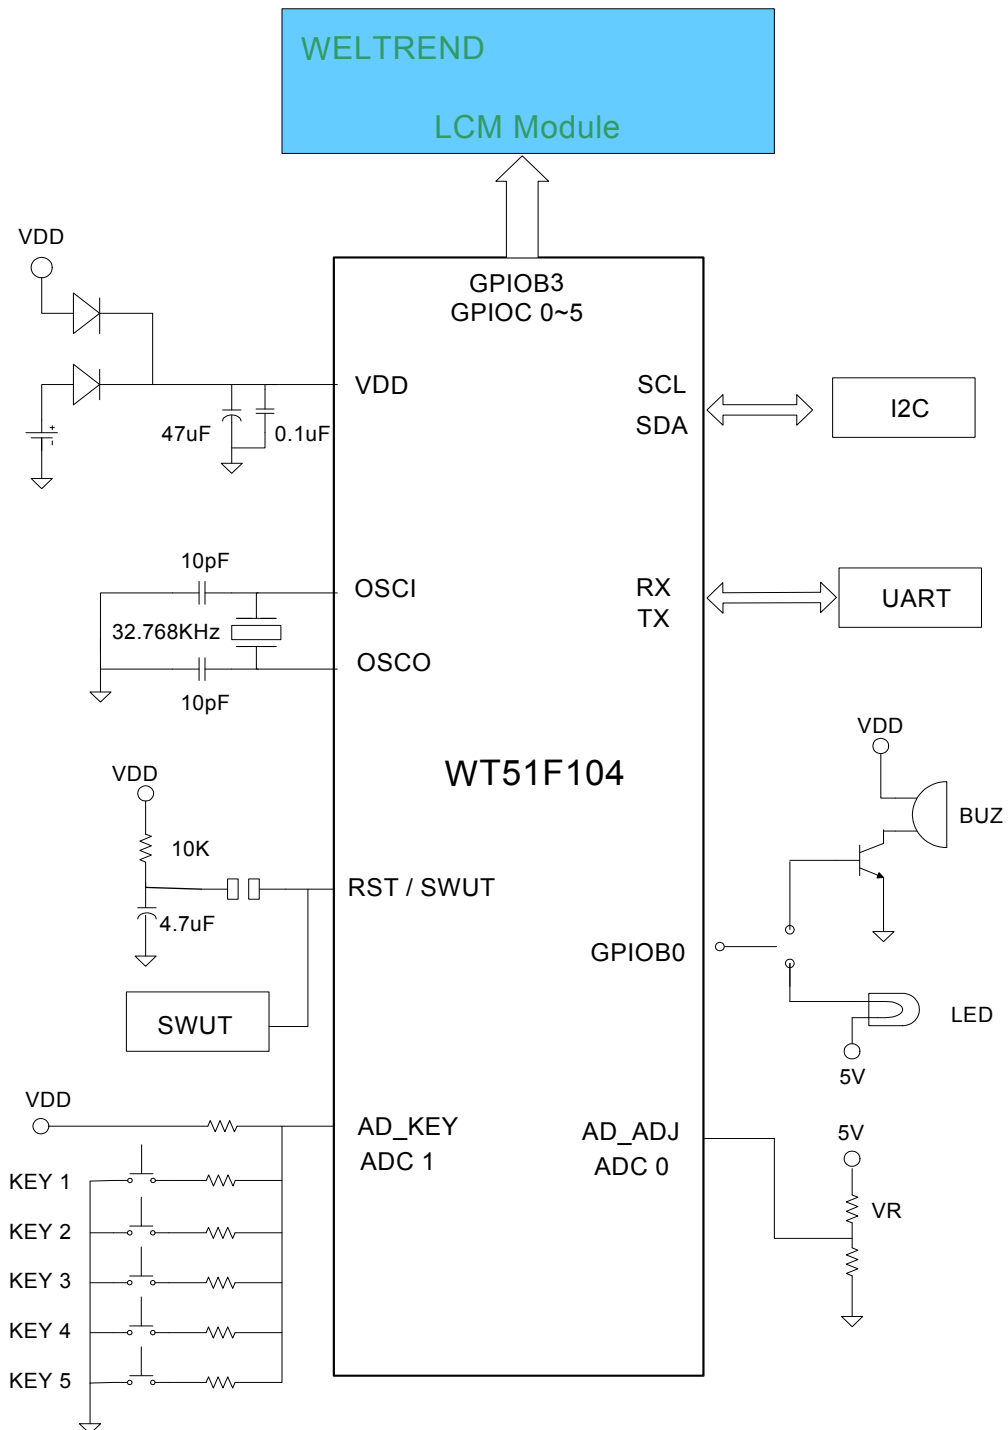 WELTREND
LCM Module
VDD
GPIOB3
GPIOC 0~5
VDD
SCL
SDA
I2C
47uF
0.1uF
+
-
10pF
OSCI
32.768KHz
OSCO
10pF
RX
TX
UART
WT51F104
VDD
10K
RST / SWUT
4.7uF
SWUT
VDD
BUZ
GPIOB0
LED
5V
VDD
AD_KEY
ADC 1
AD_ADJ
ADC 0
5V
VR
KEY 1
KEY 2
KEY 3
KEY 4
KEY 5